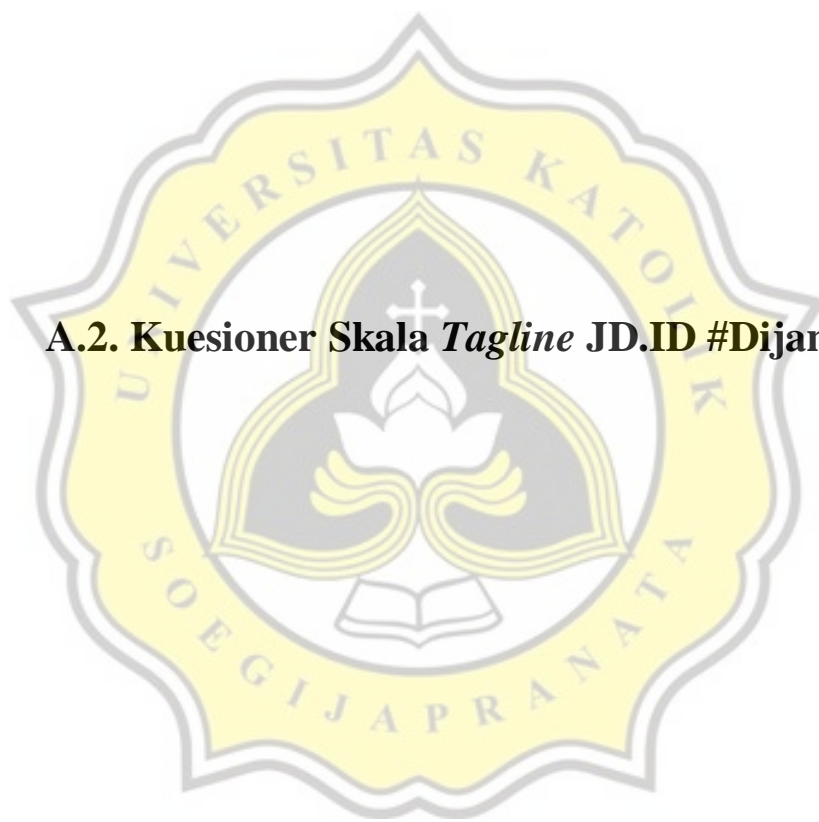 UNIVERSITAS KATOLIK
A.2. Kuesioner Skala Tagline JD.ID #Dijan
SOEGIJAPRANATA